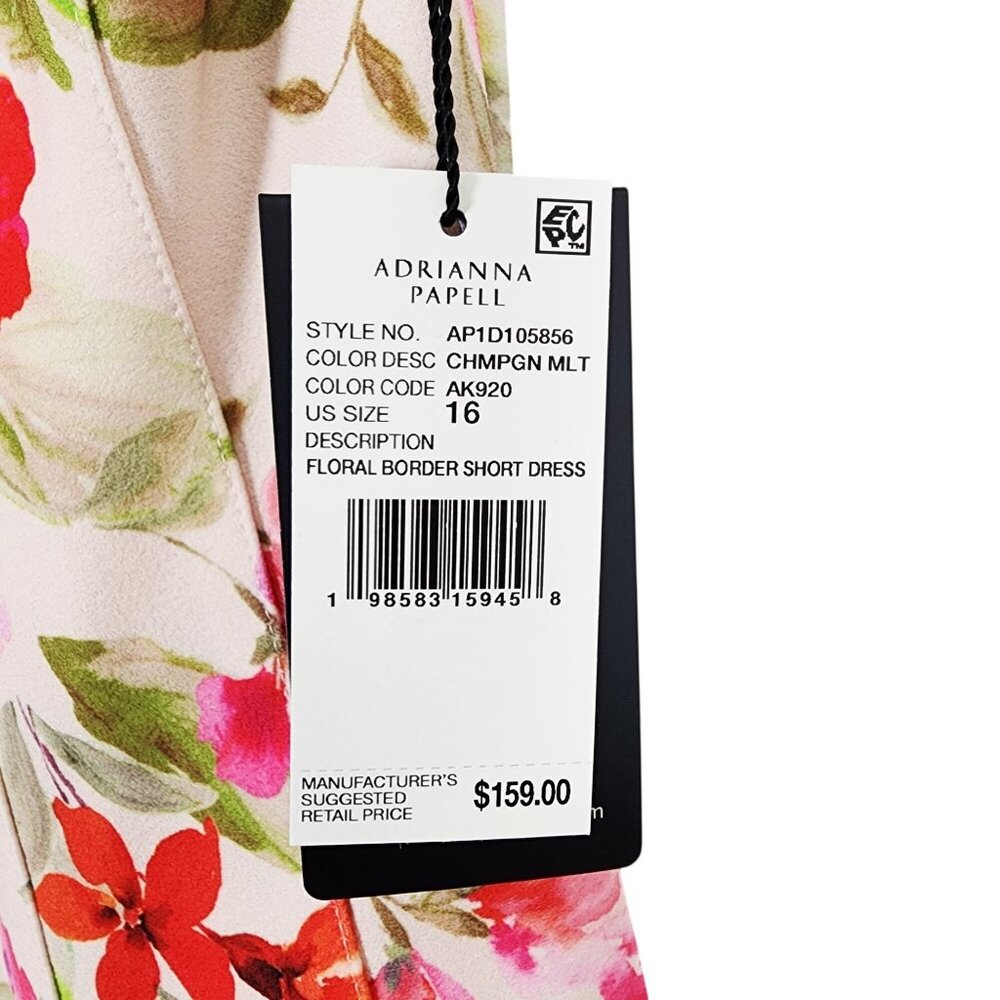 EPC™
ADRIANNA
PAPELL
STYLE NO. AP1D105856
COLOR DESC CHMPGN MLT
COLOR CODE AK920
US SIZE 16
DESCRIPTION
FLORAL BORDER SHORT DRESS
1 98583 15945 8
MANUFACTURER'S
SUGGESTED
RETAIL PRICE
$159.00
m